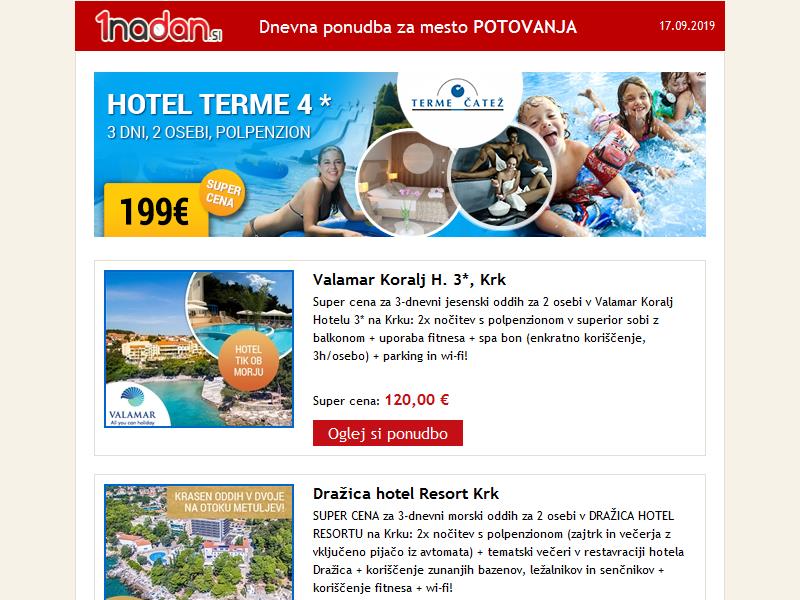 1nadan.si
Dnevna ponudba za mesto POTOVANJA
17.09.2019
HOTEL TERME 4 *
3 DNI, 2 OSEBI, POLPENZION
199€
SUPER
CENA
TERME ČATEŽ
Valamar Koralj H. 3*, Krk
Super cena za 3-dnevni jesenski oddih za 2 osebi v Valamar Koralj
Hotelu 3* na Krku: 2x nočitev s polpenzionom v superior sobi z
balkonom + uporaba fitnesa + spa bon (enkratno koriščenje,
3h/osebo) + parking in wi-fi!
Super cena: 120,00 €
Oglej si ponudbo
HOTEL
TIK OB
MORJU
VALAMAR
All you can holiday
KRASEN ODDIH V DVOJE
NA OTOKU METULJEV!
Dražica hotel Resort Krk
SUPER CENA za 3-dnevni morski oddih za 2 osebi v DRAŽICA HOTEL
RESORTU na Krku: 2x nočitev s polpenzionom (zajtrk in večerja z
vključeno pijačo iz avtomata) + tematski večeri v restavraciji hotela
Dražica + koriščenje zunanjih bazenov, ležalnikov in senčnikov +
koriščenje fitnesa + wi-fi!